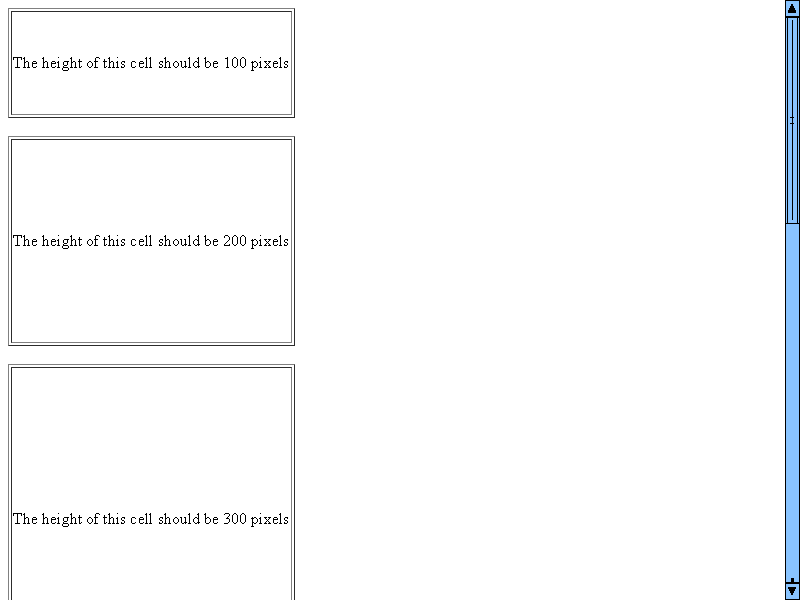 The height of this cell should be 100 pixels
The height of this cell should be 200 pixels
The height of this cell should be 300 pixels